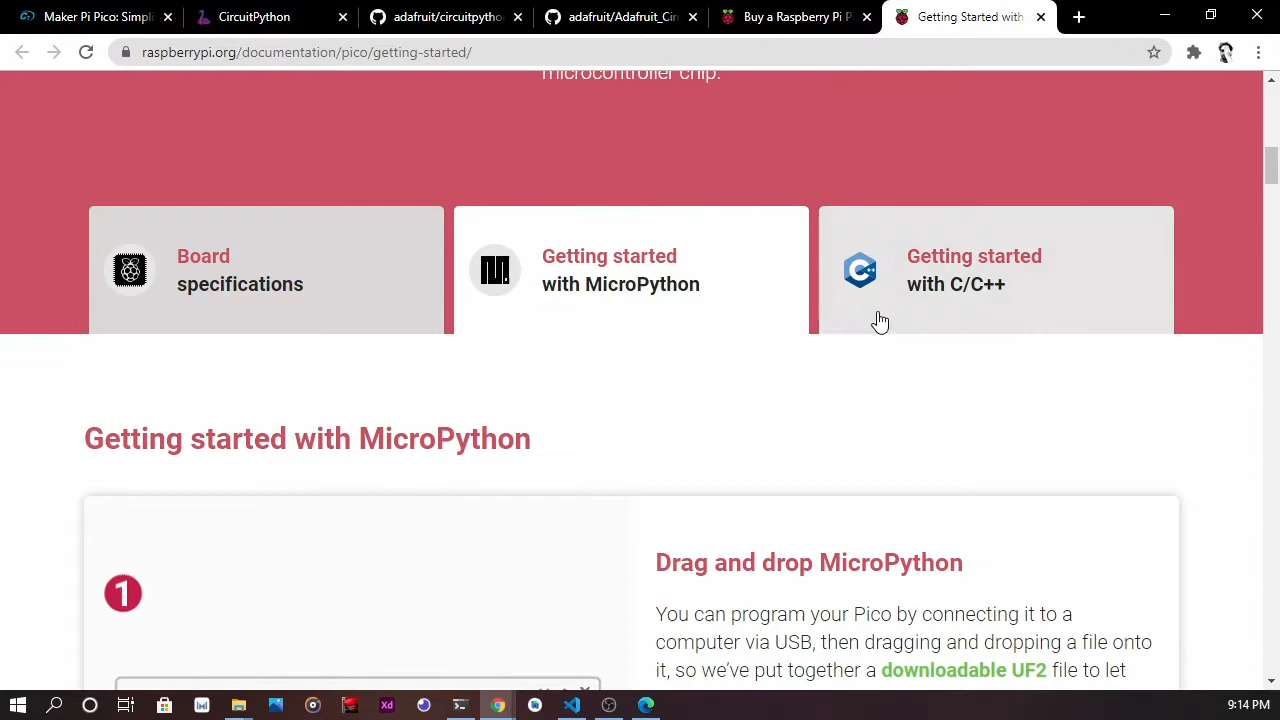 Maker Pi Pico: Simpli
CircuitPython
adafruit/circuitpytho
adafruit/Adafruit_Cir
Buy a Raspberry Pi P
Getting Started with
raspberrypi.org/documentation/pico/getting-started/
microcontroller chip.
Board
specifications
Getting started
with MicroPython
Getting started
with C/C++
Getting started with MicroPython
1
Drag and drop MicroPython
You can program your Pico by connecting it to a
computer via USB, then dragging and dropping a file onto
it, so we’ve put together a downloadable UF2 file to let
Xd
9:14 PM